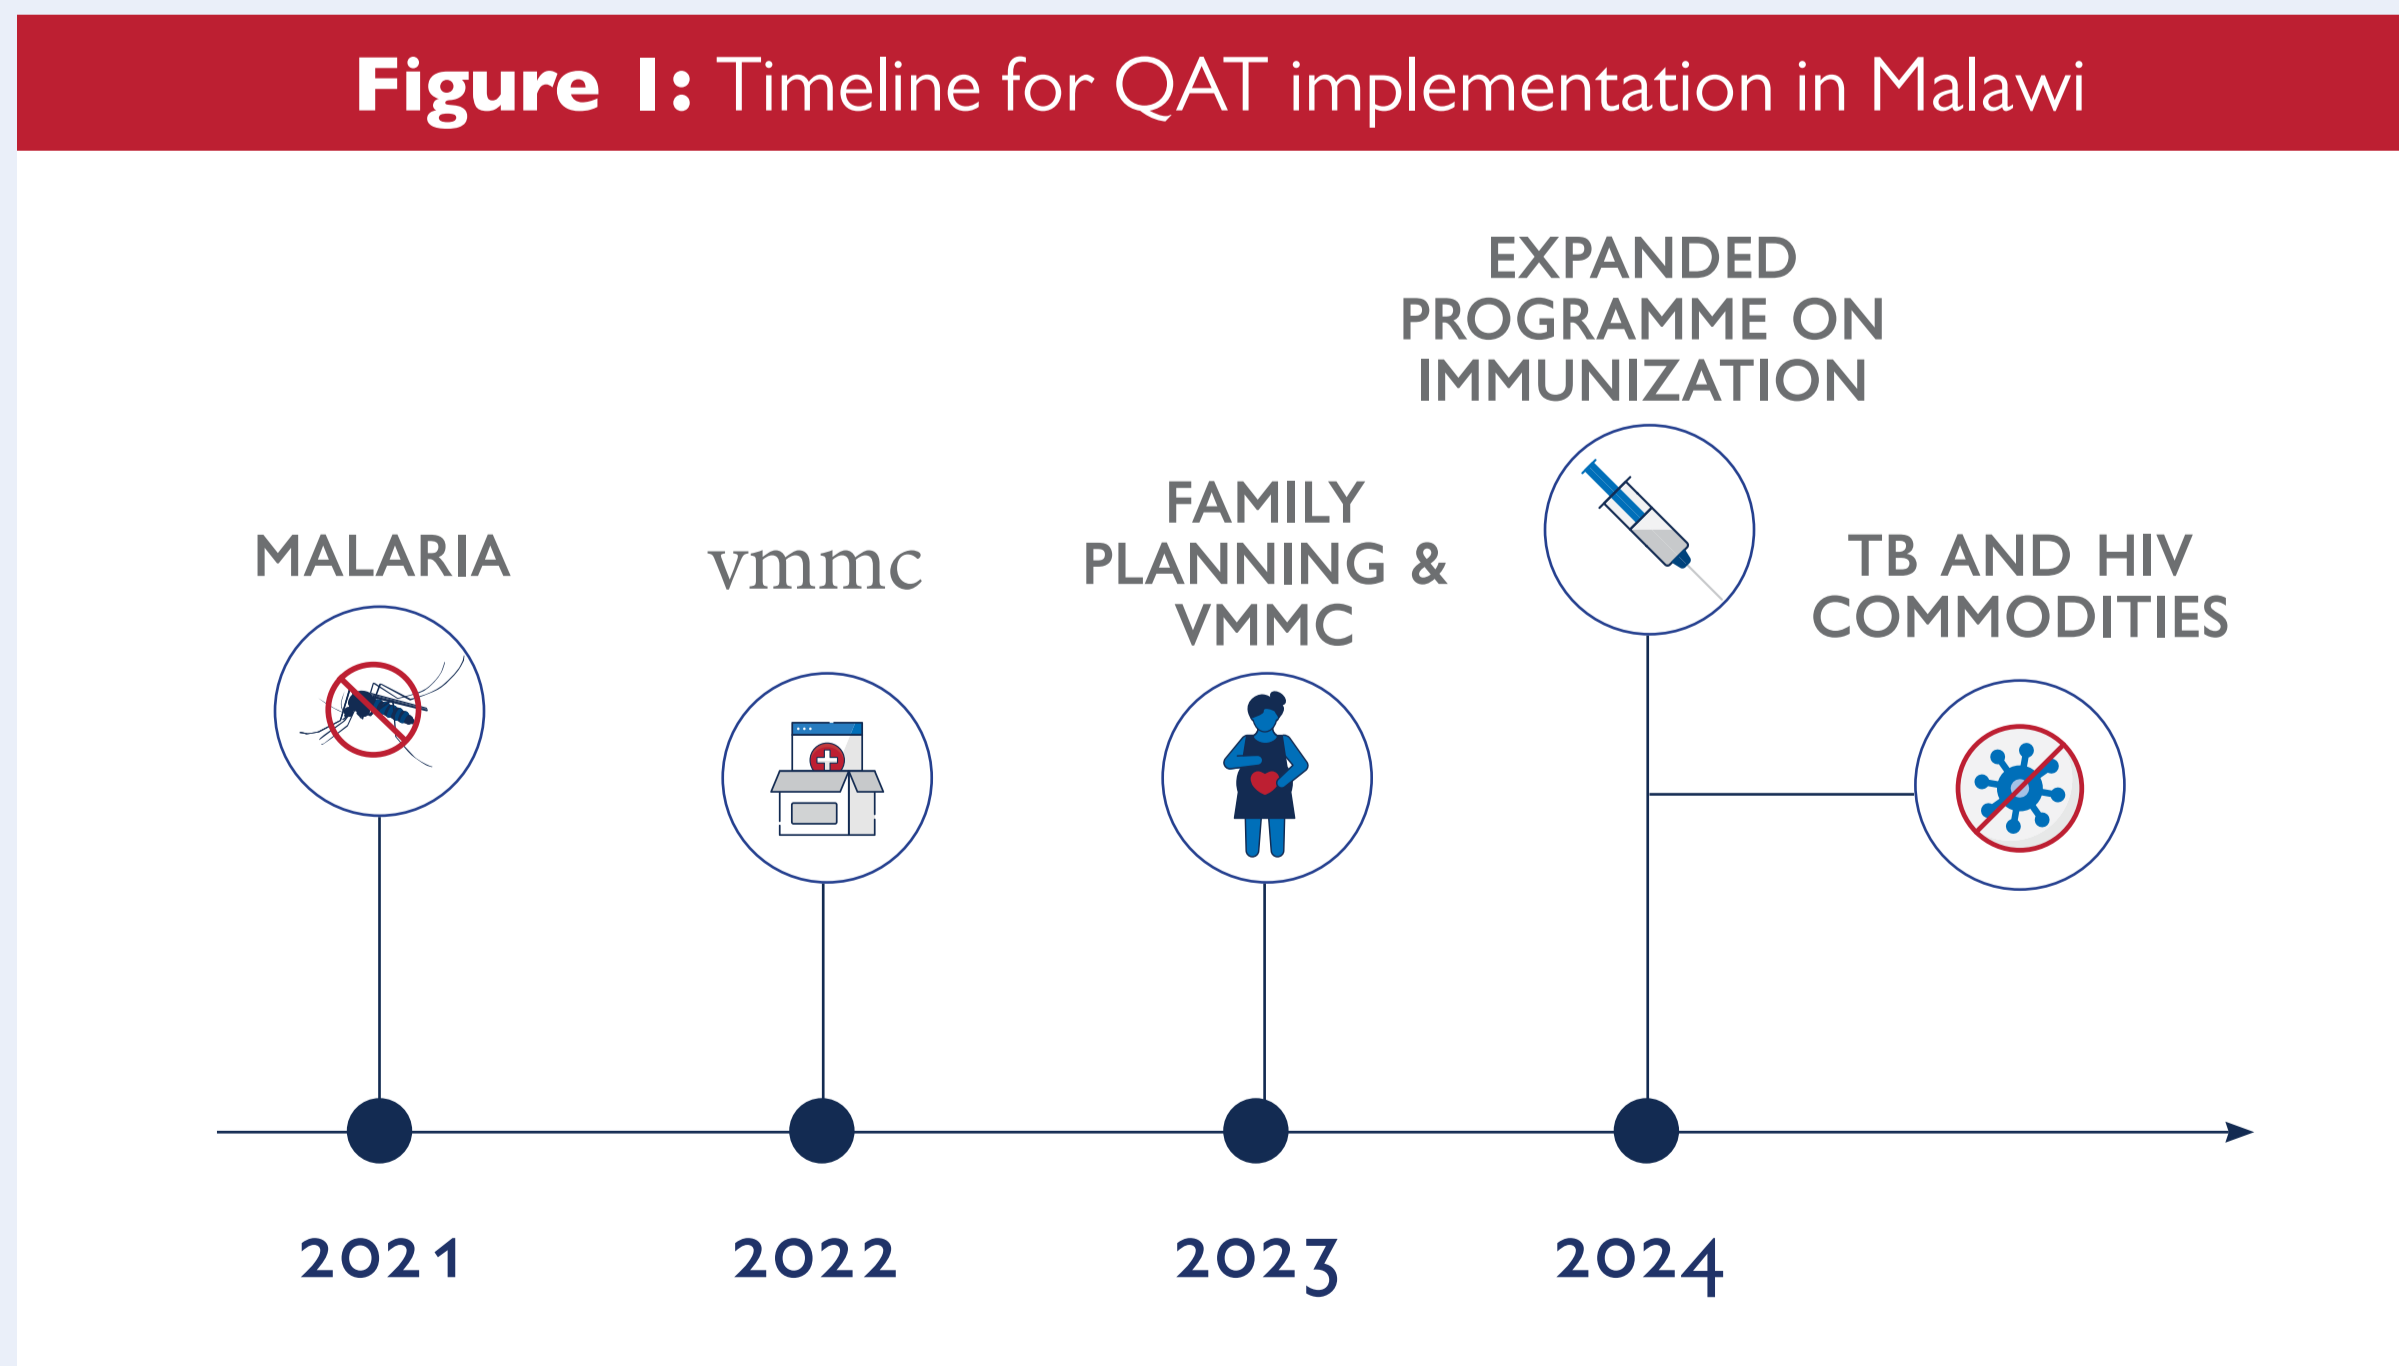 Figure 1: Timeline for QAT implementation in Malawi
MALARIA
vmmc
FAMILY
PLANNING &
VMMC
EXPANDED
PROGRAMME ON
IMMUNIZATION
TB AND HIV
COMMODITIES
2021
2022
2023
2024